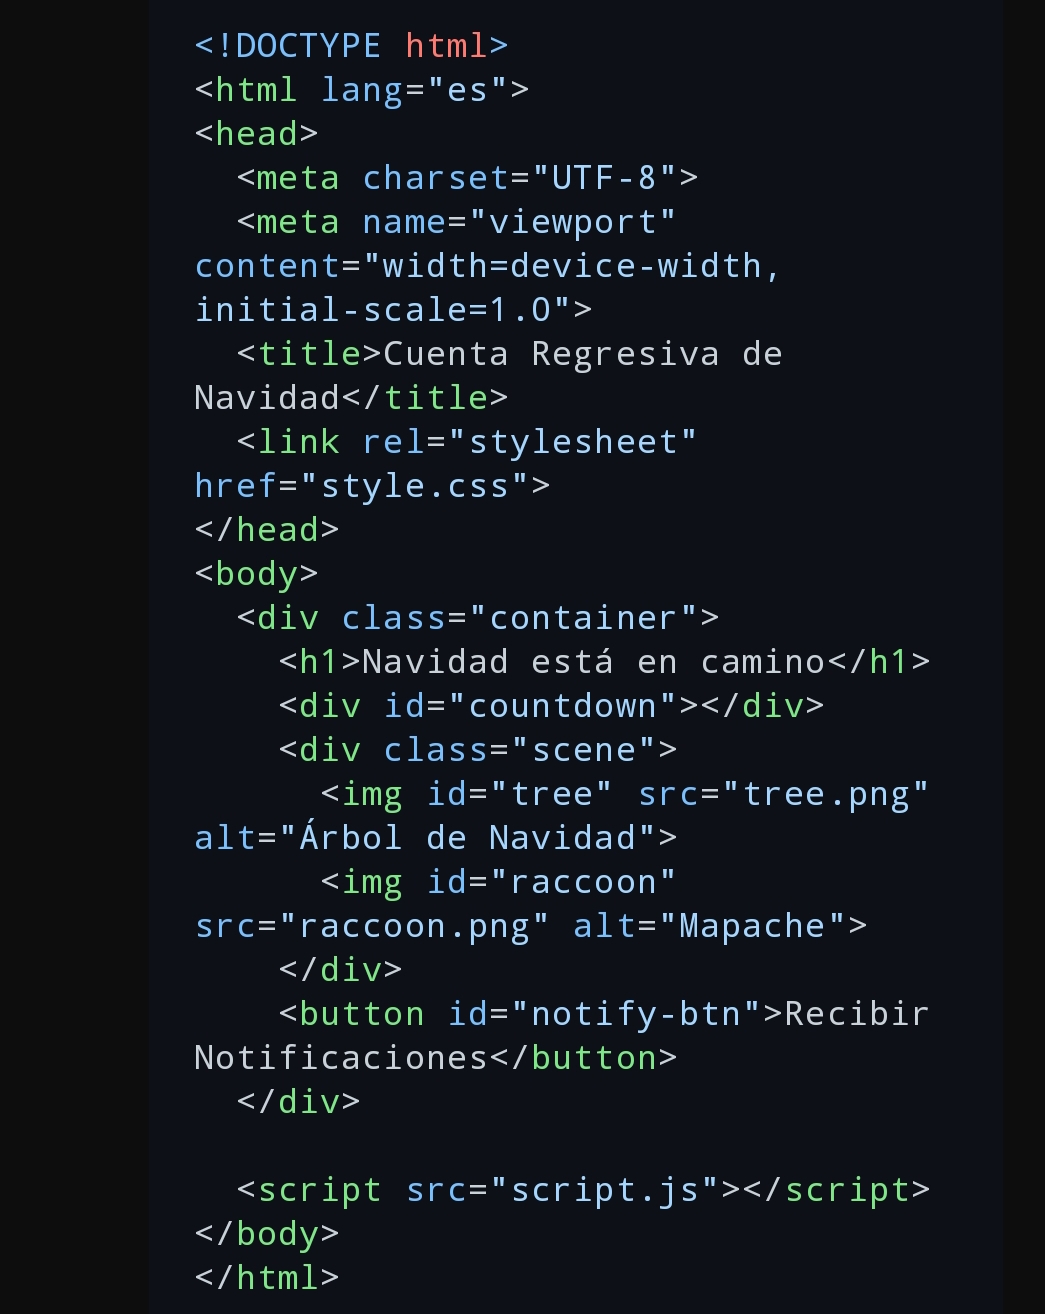 <!DOCTYPE html>
<html lang="es">
<head>
  <meta charset="UTF-8">
  <meta name="viewport"
content="width=device-width,
initial-scale=1.0">
  <title>Cuenta Regresiva de
Navidad</title>
  <link rel="stylesheet"
href="style.css">
</head>
<body>
  <div class="container">
    <h1>Navidad está en camino</h1>
    <div id="countdown"></div>
    <div class="scene">
      <img id="tree" src="tree.png"
alt="Árbol de Navidad">
      <img id="raccoon"
src="raccoon.png" alt="Mapache">
    </div>
    <button id="notify-btn">Recibir
Notificaciones</button>
  </div>

  <script src="script.js"></script>
</body>
</html>